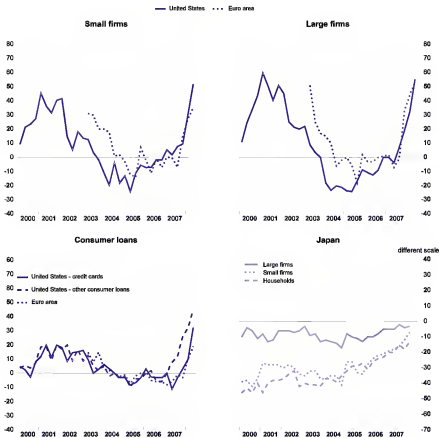 United States Euro area
Small firms Large firms
80 80
70 70
60 60
50 50
40 40
30 30
20 20
10 10
0 0
-10 -10
-20 -20
-30 -30
-40 -40
2000 2001 2002 2003 2004 2005 2006 2007 2000 2001 2002 2003 2004 2005 2006 2007
Consumer loans Japan
different scale
60 40
50 30
40 20
30 10
20 0
10 -10
0 -20
-10 -30
-20 -40
-30 -50
-40 -60
-70
United States - credit cards
United States - other consumer loans
Euro area
Large firms
Small firms
Households
2000 2001 2002 2003 2004 2005 2006 2007 2000 2001 2002 2003 2004 2005 2006 2007